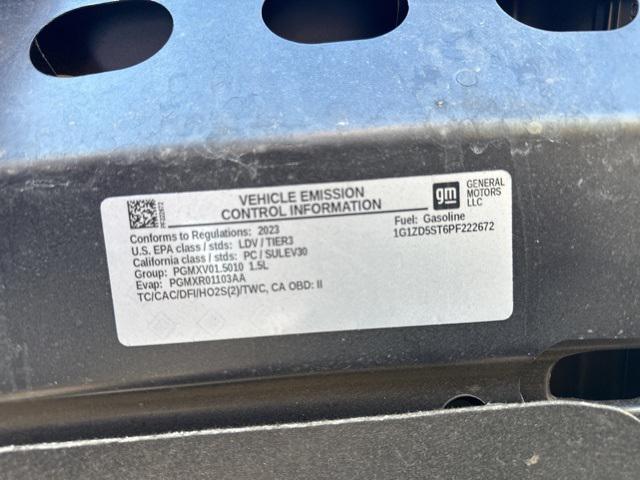 VEHICLE EMISSION
CONTROL INFORMATION
gm
GENERAL
MOTORS
LLC
Conforms to Regulations: 2023
U.S. EPA class / stds: LDV / TIER3
California class / stds: PC / SULEV30
Group: PGMXV01.5010 1.5L
Evap: PGMXR01103AA
TC/CAC/DFI/HO2S(2)/TWC, CA OBD: II
Fuel: Gasoline
1G1ZD5ST6PF222672
PF222672